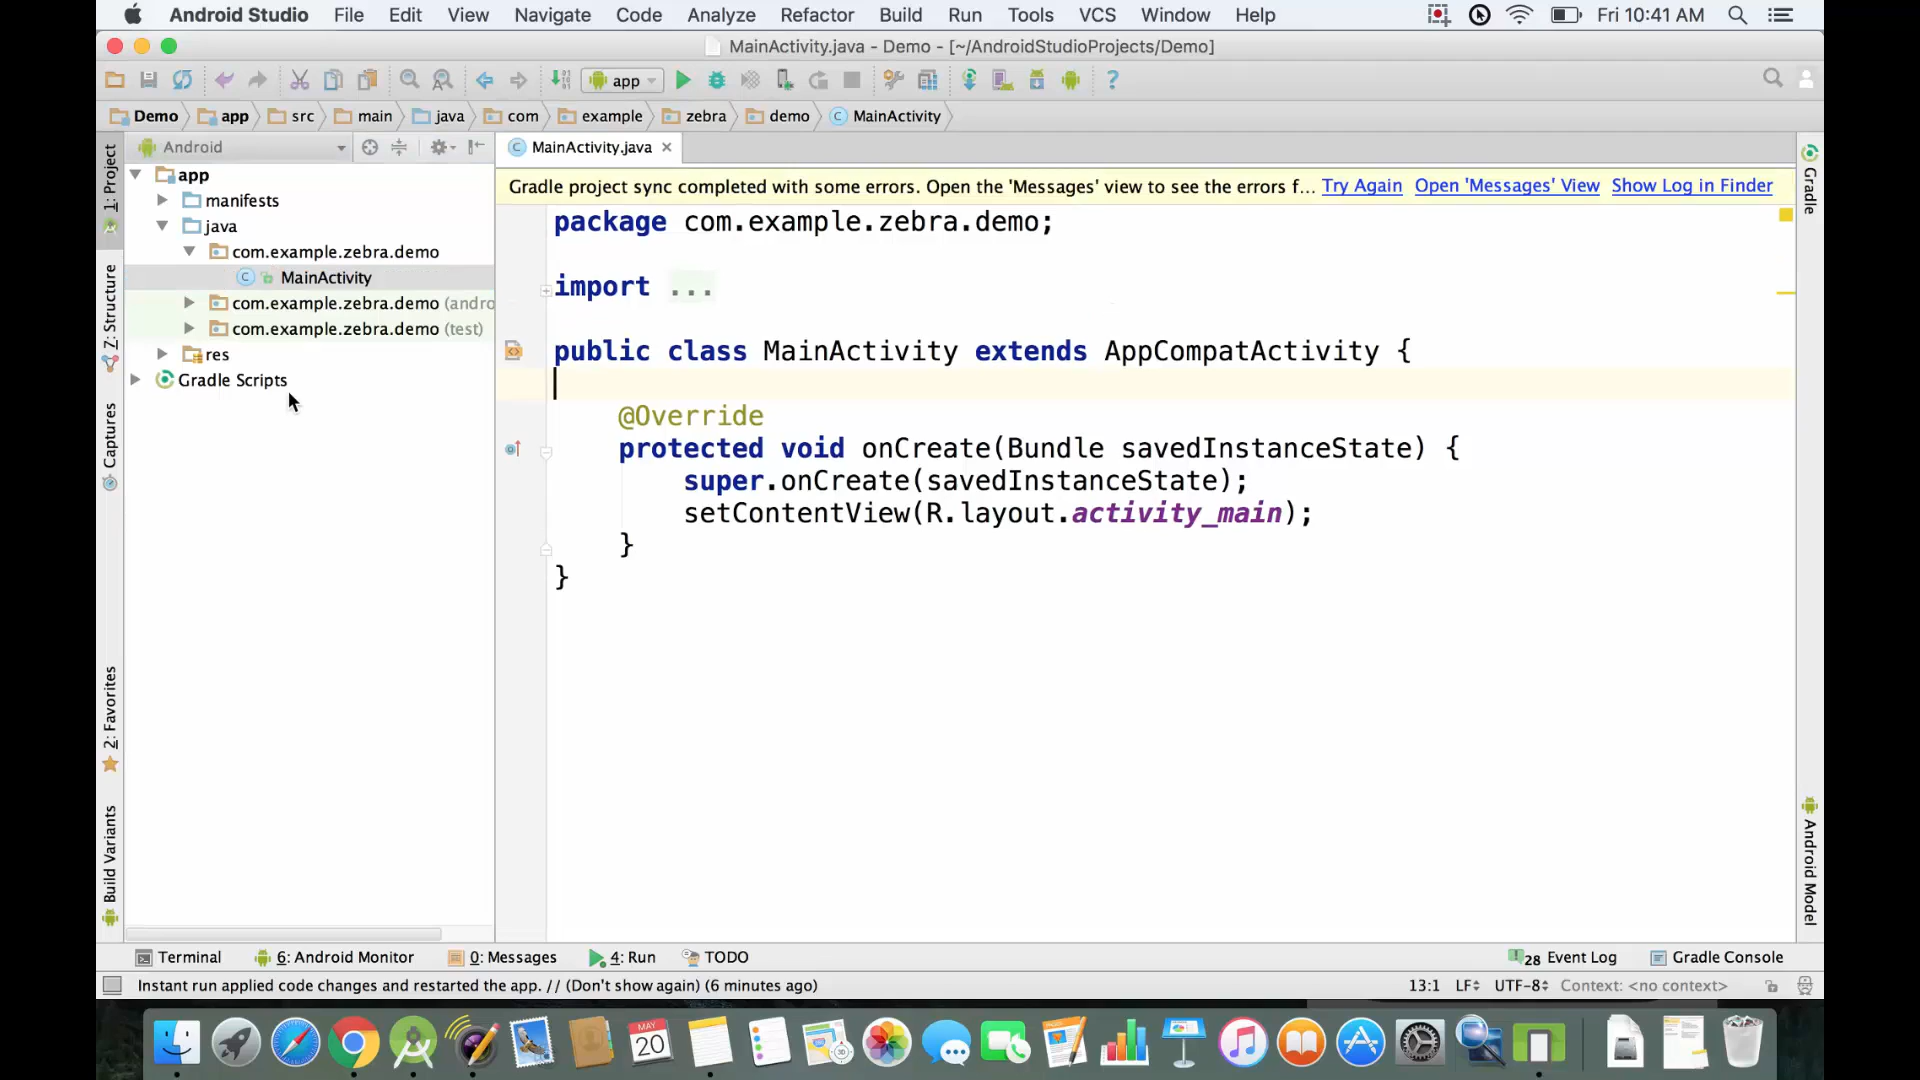 Android Studio File Edit View Navigate Code Analyze Refactor Build Run Tools VCS Window Help Fri 10:41 AM
MainActivity.java - Demo - [~/AndroidStudioProjects/Demo]
app
Demo app src main java com example zebra demo MainActivity
Android
MainActivity.java
1: Project
7: Structure
Captures
2: Favorites
Build Variants
app
manifests
java
com.example.zebra.demo
MainActivity
com.example.zebra.demo (andro
com.example.zebra.demo (test)
res
Gradle Scripts
Gradle project sync completed with some errors. Open the 'Messages' view to see the errors f... Try Again Open 'Messages' View Show Log in Finder
package com.example.zebra.demo;
import ...
public class MainActivity extends AppCompatActivity {
@Override
protected void onCreate(Bundle savedInstanceState) {
super.onCreate(savedInstanceState);
setContentView(R.layout.activity_main);
}
}
Gradle
Android Model
Terminal 6: Android Monitor 0: Messages 4: Run TODO 28 Event Log Gradle Console
Instant run applied code changes and restarted the app. // (Don't show again) (6 minutes ago) 13:1 LF UTF-8 Context: <no context>
MAY
20